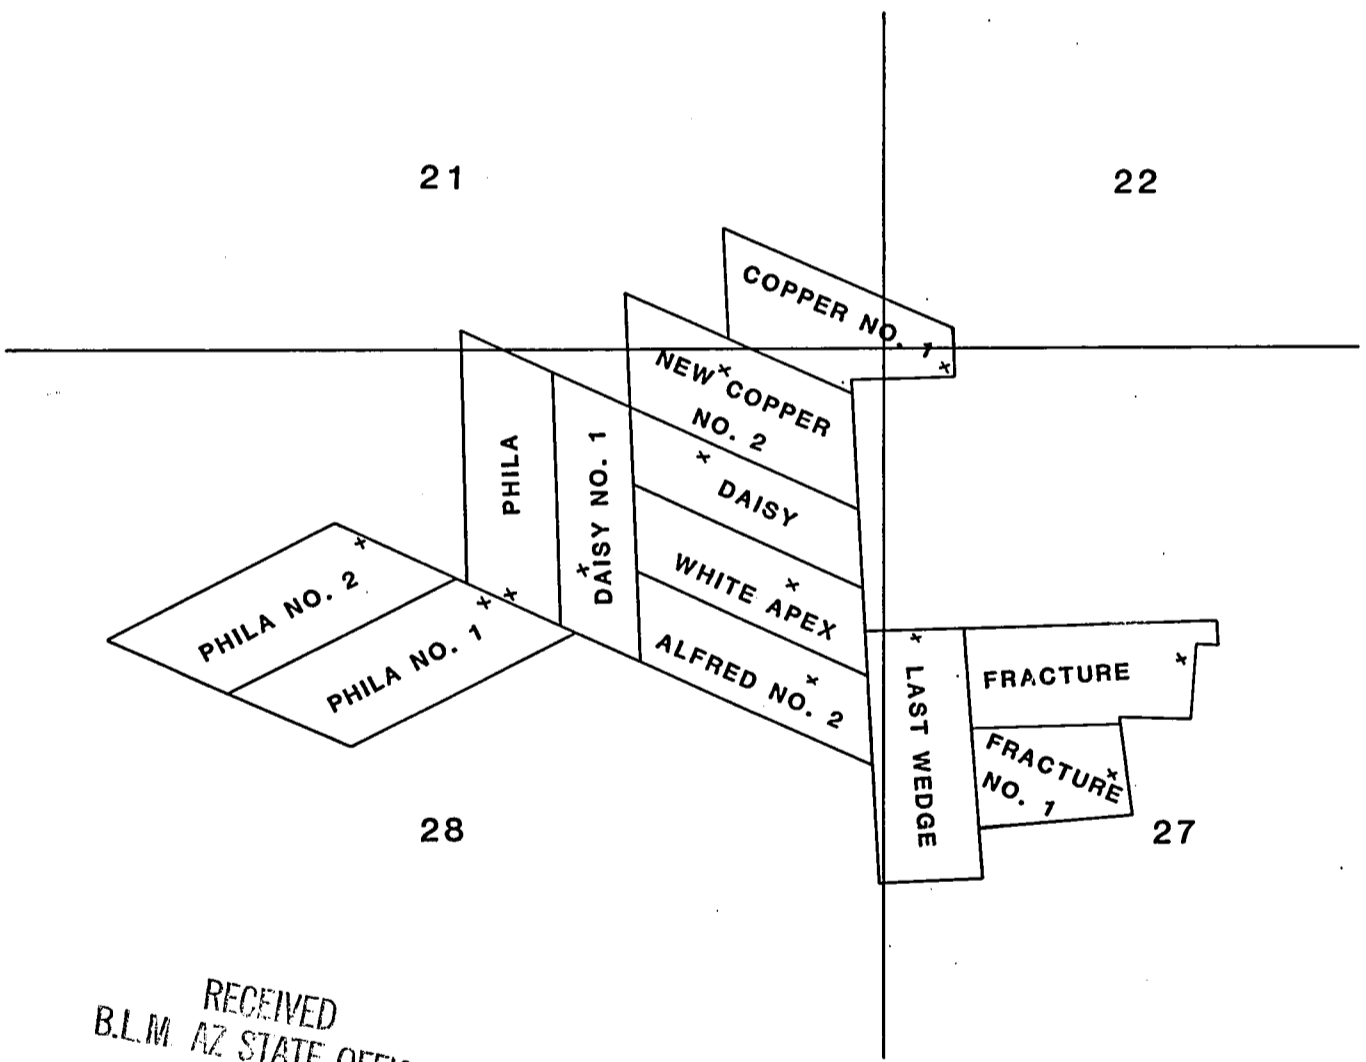 21
22
COPPER NO. 1
NEW COPPER
NO. 2
PHILA
DAISY NO. 1
DAISY
PHILA NO. 2
WHITE APEX
PHILA NO. 1
ALFRED NO. 2
LAST WEDGE
FRACTURE
FRACTURE
NO. 1
28
27
RECEIVED
B.L.M. AZ STATE